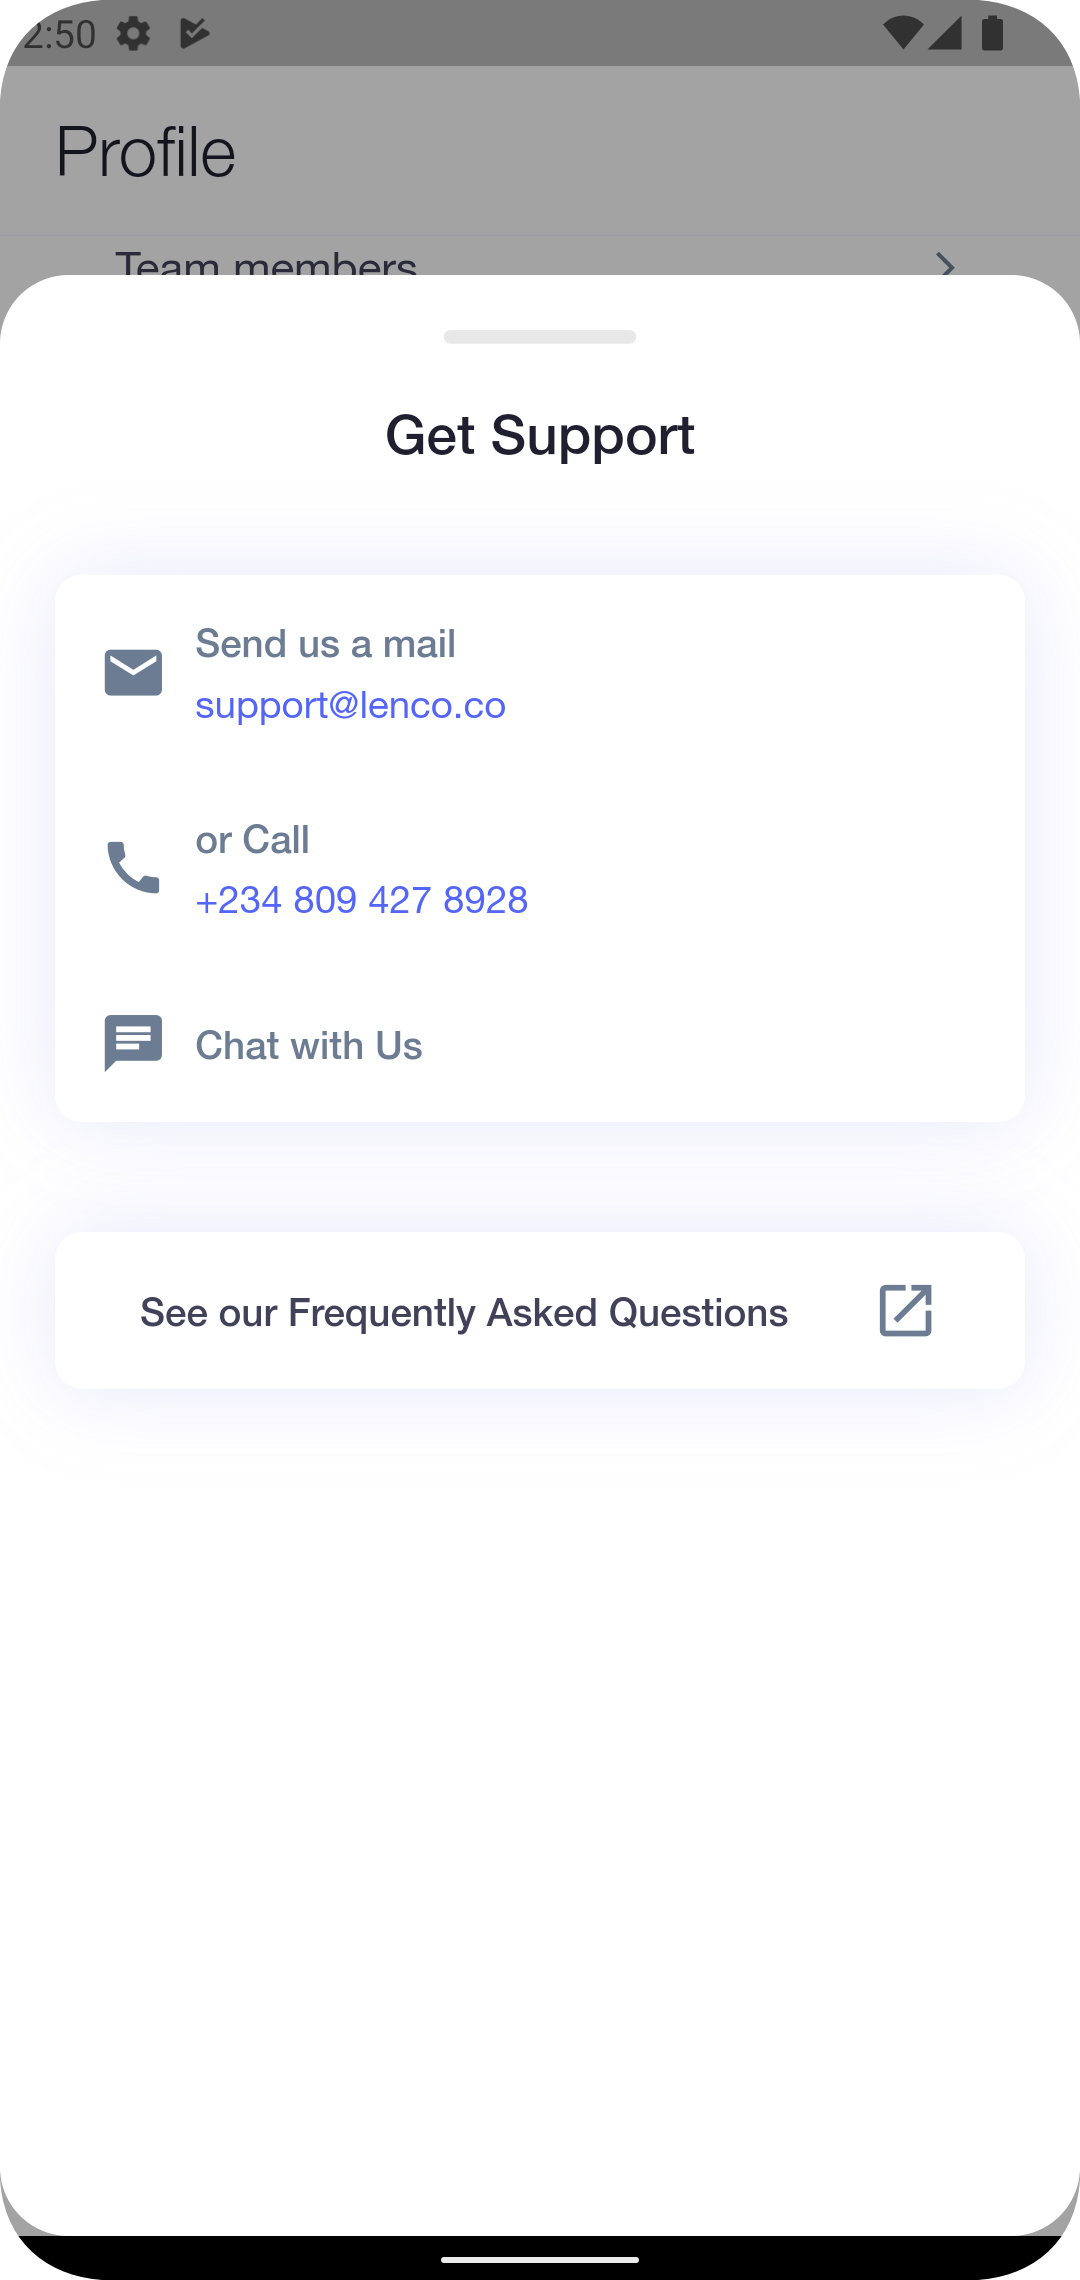 2:50
Profile
Team members
Get Support
Send us a mail
support@lenco.co
or Call
+234 809 427 8928
Chat with Us
See our Frequently Asked Questions